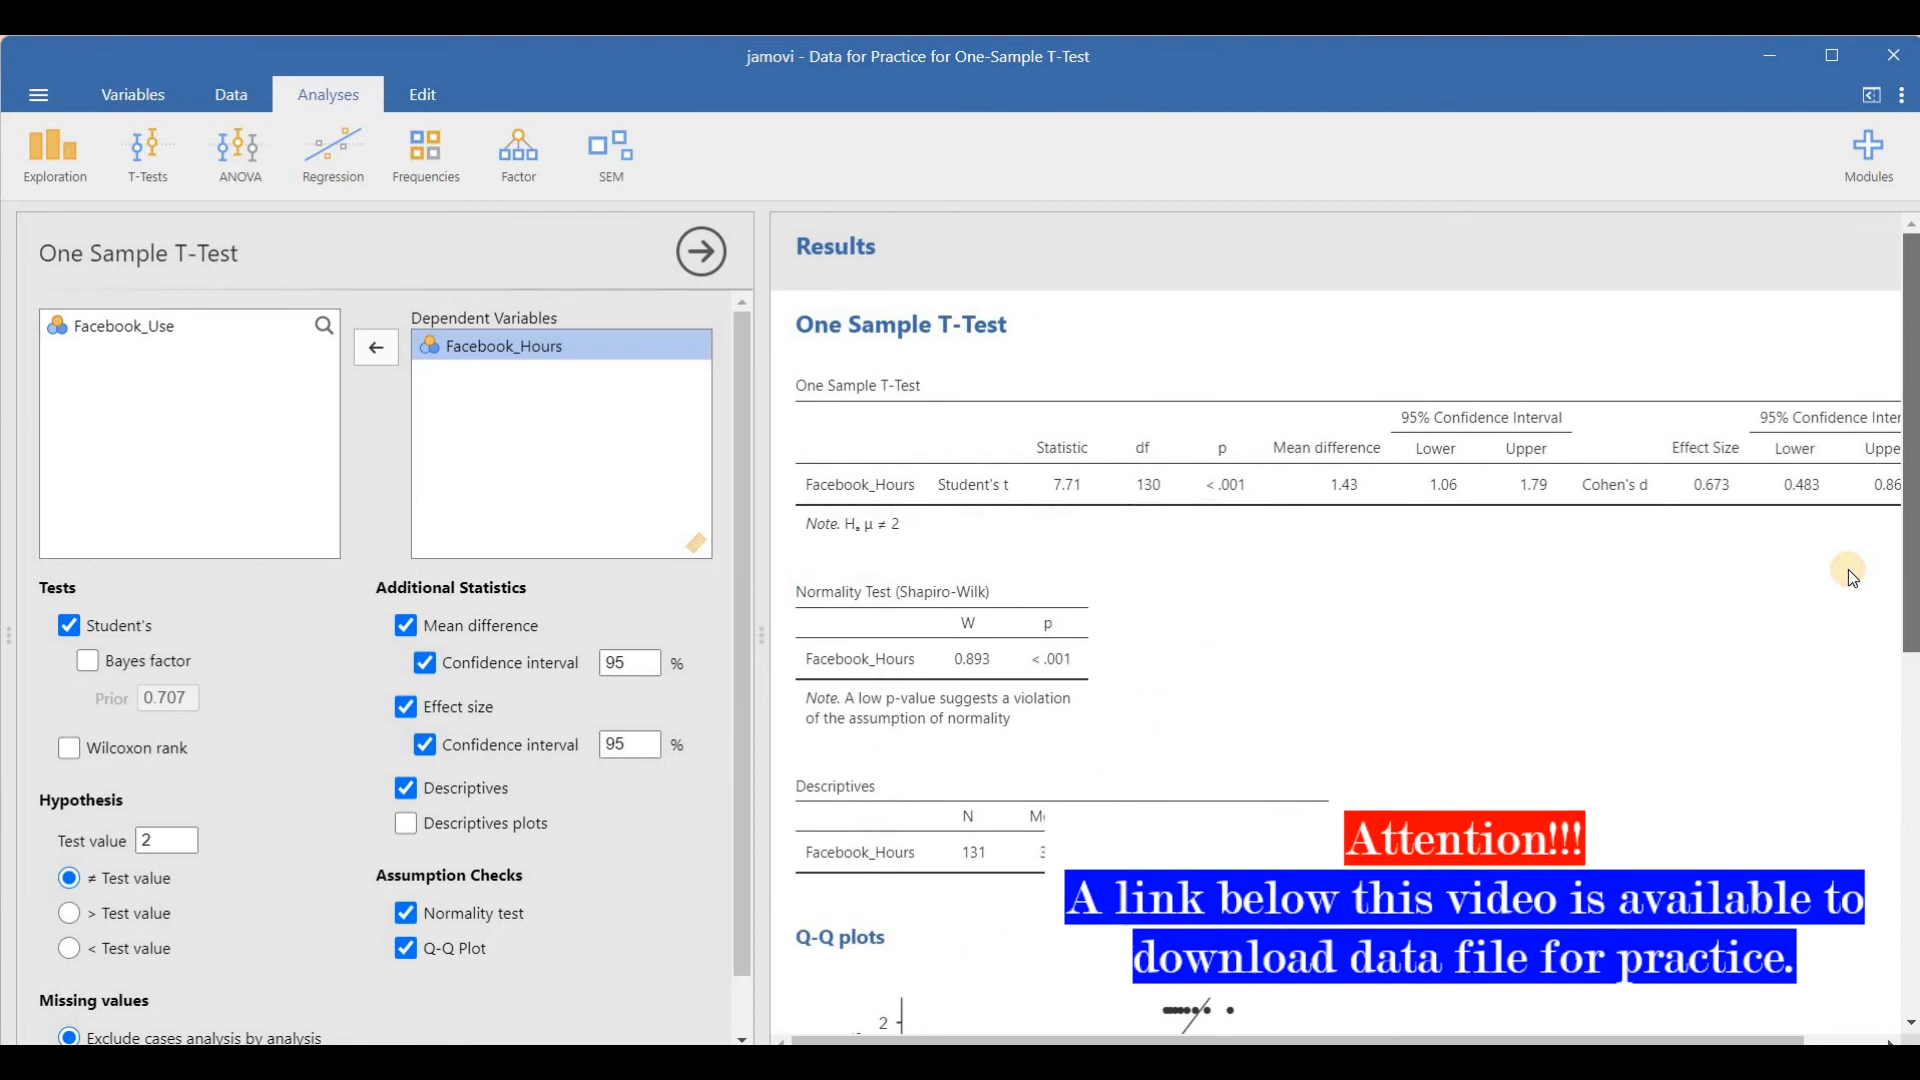 jamovi - Data for Practice for One-Sample T-Test
Variables Data Analyses Edit
Exploration T-Tests ANOVA Regression Frequencies Factor SEM Modules
One Sample T-Test
Facebook_Use
Dependent Variables
Facebook_Hours
Tests
Student's
Bayes factor
Prior 0.707
Wilcoxon rank
Hypothesis
Test value 2
≠ Test value
> Test value
< Test value
Missing values
Exclude cases analysis by analysis
Additional Statistics
Mean difference
Confidence interval 95 %
Effect size
Confidence interval 95 %
Descriptives
Descriptives plots
Assumption Checks
Normality test
Q-Q Plot
Results
One Sample T-Test
One Sample T-Test
95% Confidence Interval 95% Confidence
Statistic df p Mean difference Lower Upper Effect Size Lower
Facebook_Hours Student's t 7.71 130 < .001 1.43 1.06 1.79 Cohen's d 0.673 0.483
Note. Hₐ μ ≠ 2
Normality Test (Shapiro-Wilk)
W p
Facebook_Hours 0.893 < .001
Note. A low p-value suggests a violation
of the assumption of normality
Descriptives
N
Facebook_Hours 131
Q-Q plots
2
Attention!!!
A link below this video is available to
download data file for practice.